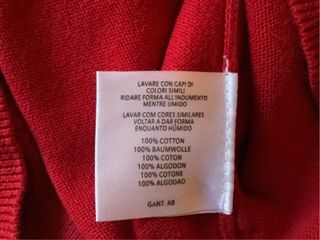 LAVARE CON CAPI DI
COLORI SIMILI
RIDARE FORMA ALL'INDUMENTO
MENTRE UMIDO
LAVAR COM CORES SIMILARES
VOLTAR A DAR FORMA
ENQUANTO HÚMIDO
100% COTTON
100% BAUMWOLLE
100% COTON
100% ALGODON
100% COTONE
100% ALGODAO
GANT AB